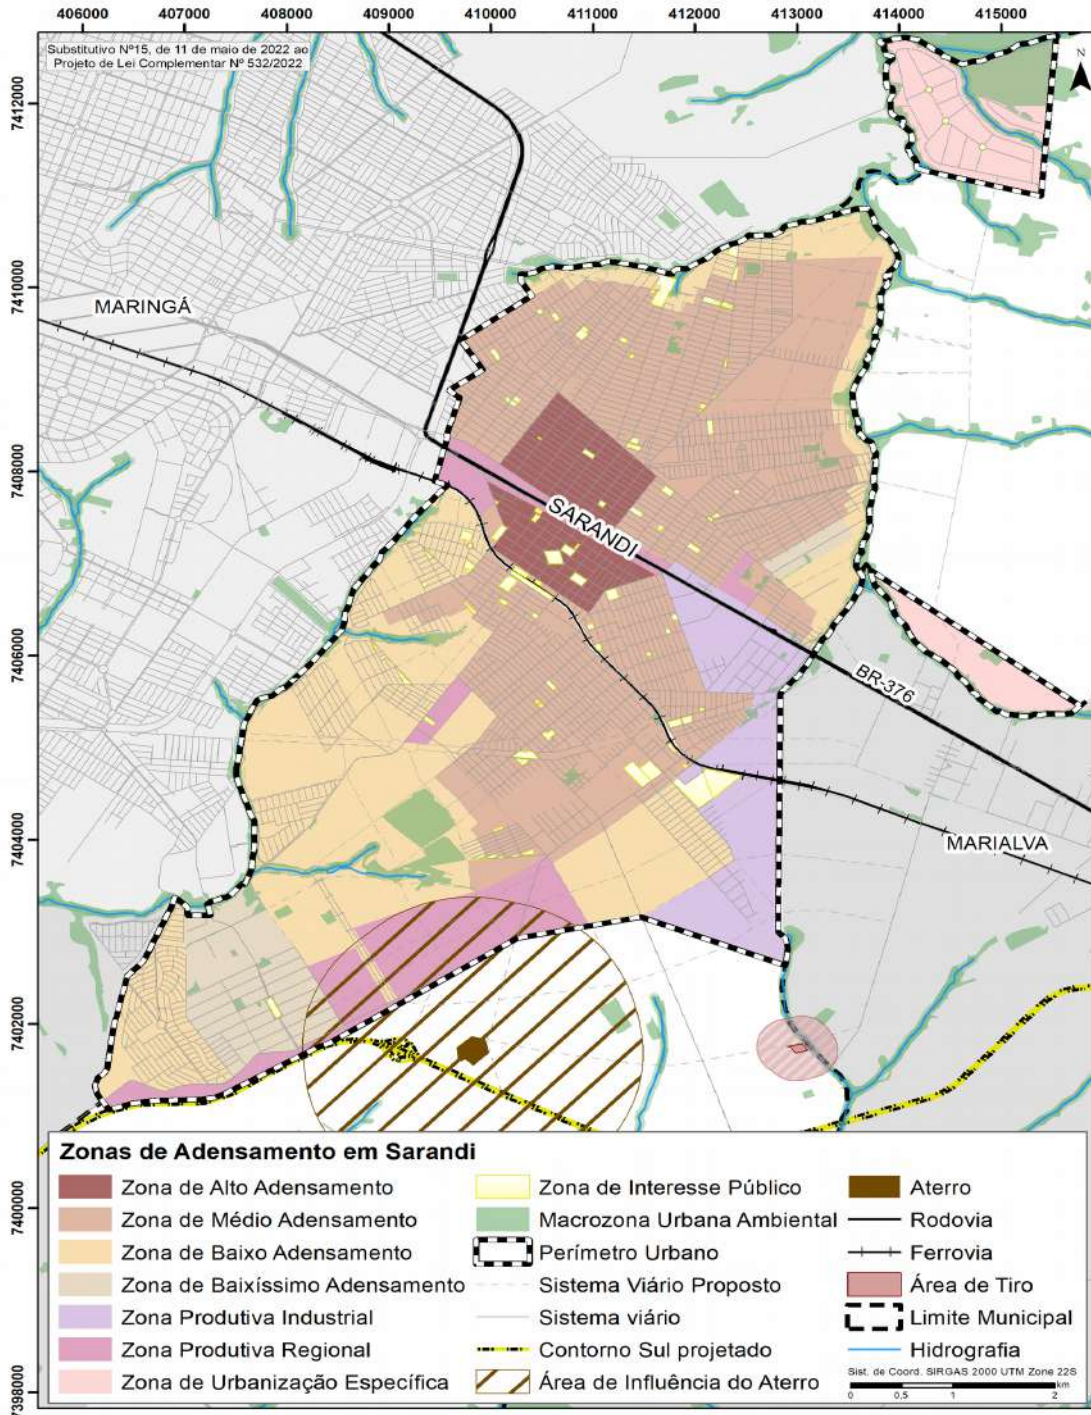 406000 407000 408000 409000 410000 411000 412000 413000 414000 415000
Substitutivo Nº15, de 11 de maio de 2022 ao
Projeto de Lei Complementar Nº 532/2022
N
7412000
7410000
MARINGÁ
7408000
SARANDI
7406000
BR-376
7404000
MARIALVA
7402000
7400000
7398000
Zonas de Adensamento em Sarandi
Zona de Alto Adensamento
Zona de Médio Adensamento
Zona de Baixo Adensamento
Zona de Baixíssimo Adensamento
Zona Produtiva Industrial
Zona Produtiva Regional
Zona de Urbanização Específica
Zona de Interesse Público
Macrozona Urbana Ambiental
Perímetro Urbano
Sistema Viário Proposto
Sistema viário
Contorno Sul projetado
Área de Influência do Aterro
Aterro
Rodovia
Ferrovia
Área de Tiro
Limite Municipal
Hidrografia
Sist. de Coord. SIRGAS 2000 UTM Zone 22S
km
0 0,5 1 2